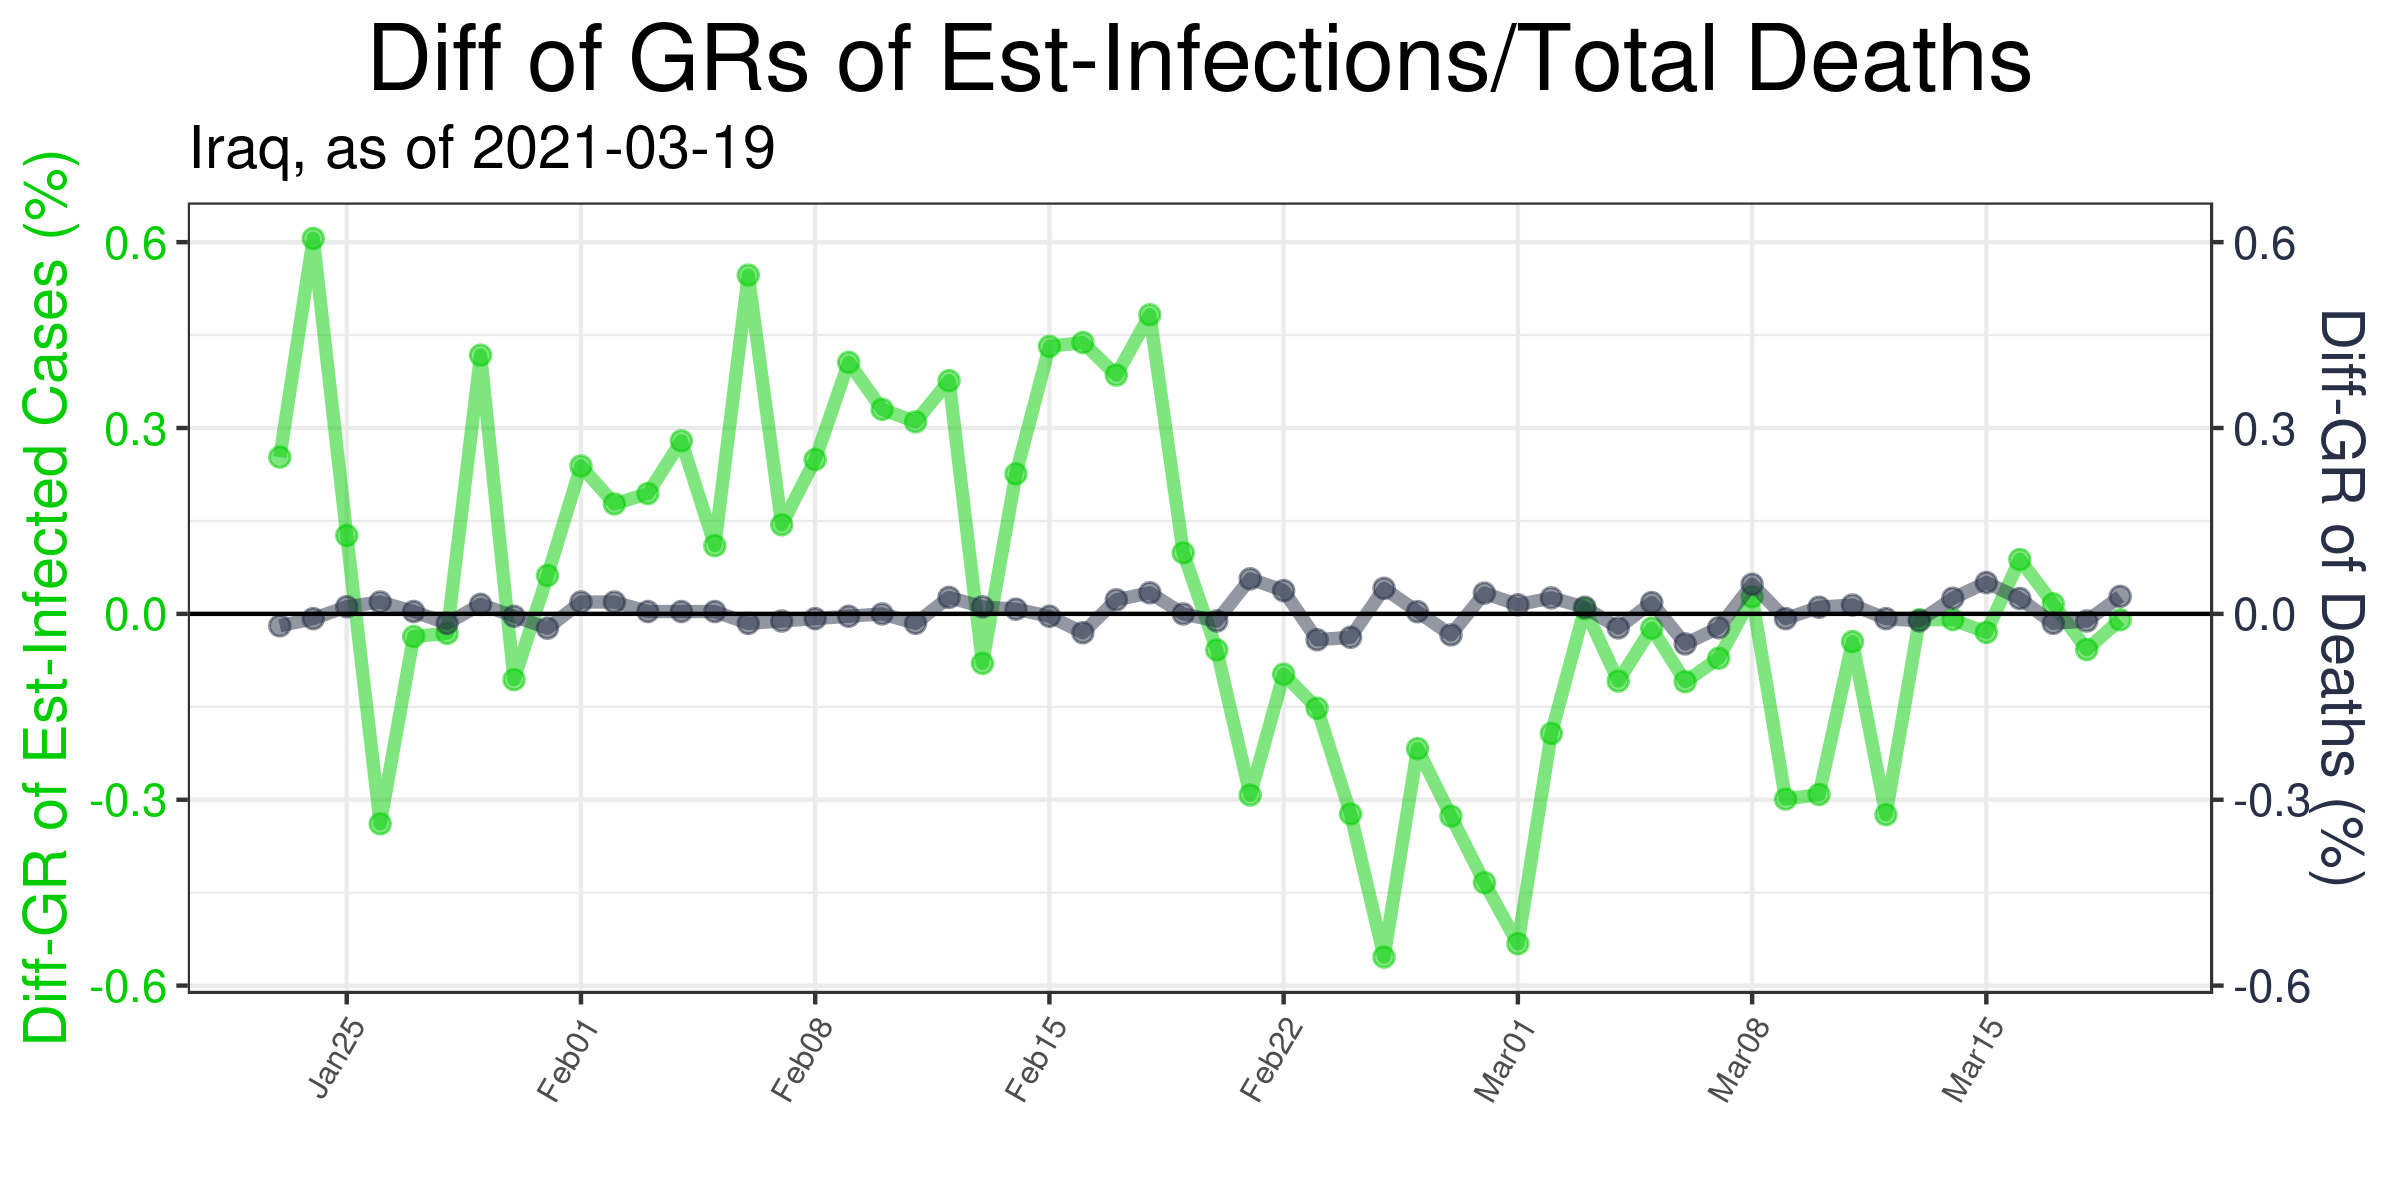 Diff of GRs of Est-Infections/Total Deaths
Iraq, as of 2021-03-19
Diff-GR of Est-Infected Cases (%)
0.6
0.3
0.0
-0.3
-0.6
0.6
0.3
0.0
-0.3
-0.6
Diff-GR of Deaths (%)
Jan25
Feb01
Feb08
Feb15
Feb22
Mar01
Mar08
Mar15